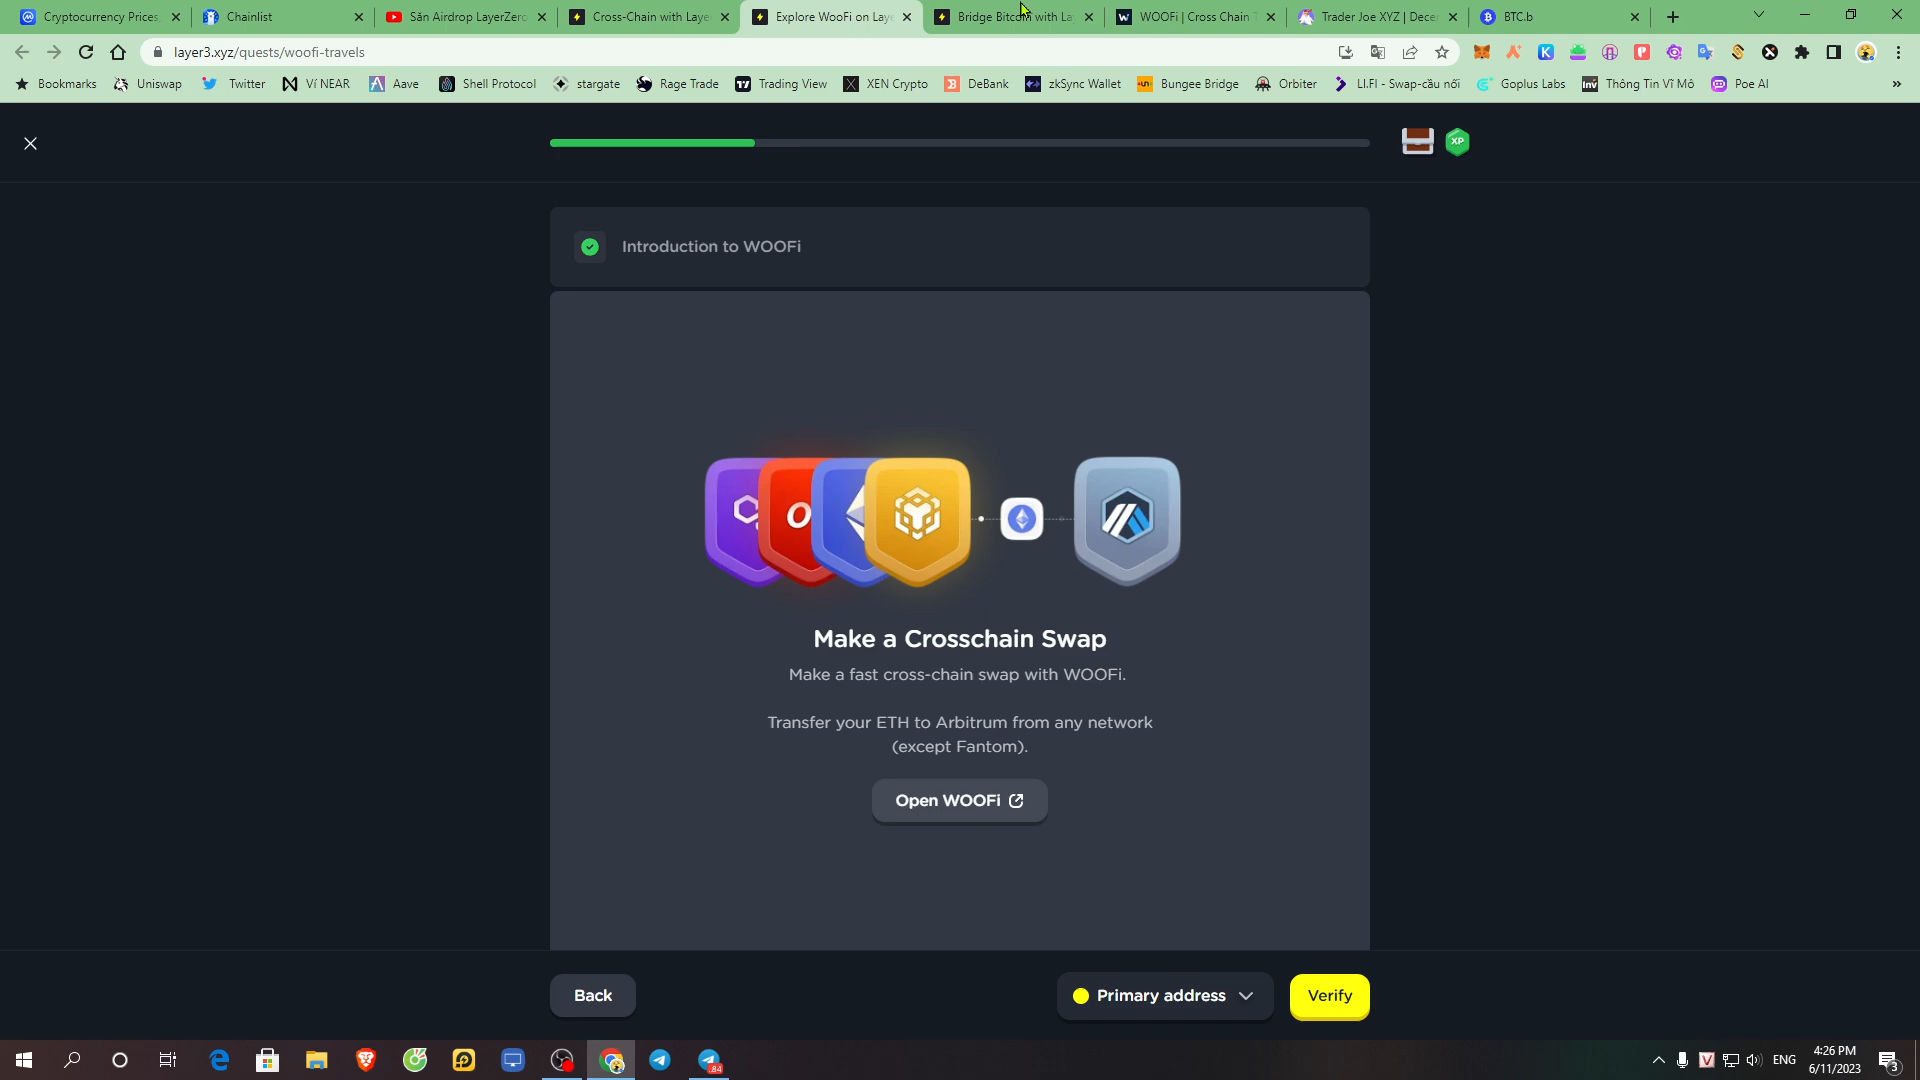 Cryptocurrency Prices,
Chainlist
Săn Airdrop LayerZero
Cross-Chain with Laye
Explore WooFi on Lay
Bridge Bitcoin with La
WOOFi | Cross Chain
Trader Joe XYZ | Dece
BTC.b
layer3.xyz/quests/woofi-travels
Bookmarks
Uniswap
Twitter
Ví NEAR
Aave
Shell Protocol
stargate
Rage Trade
Trading View
XEN Crypto
DeBank
zkSync Wallet
Bungee Bridge
Orbiter
LI.FI - Swap-cầu nối
Goplus Labs
Thông Tin Vĩ Mô
Poe AI
XP
Introduction to WOOFi
Make a Crosschain Swap
Make a fast cross-chain swap with WOOFi.
Transfer your ETH to Arbitrum from any network
(except Fantom).
Open WOOFi
Back
Primary address
Verify
84
ENG
4:26 PM
6/11/2023
3